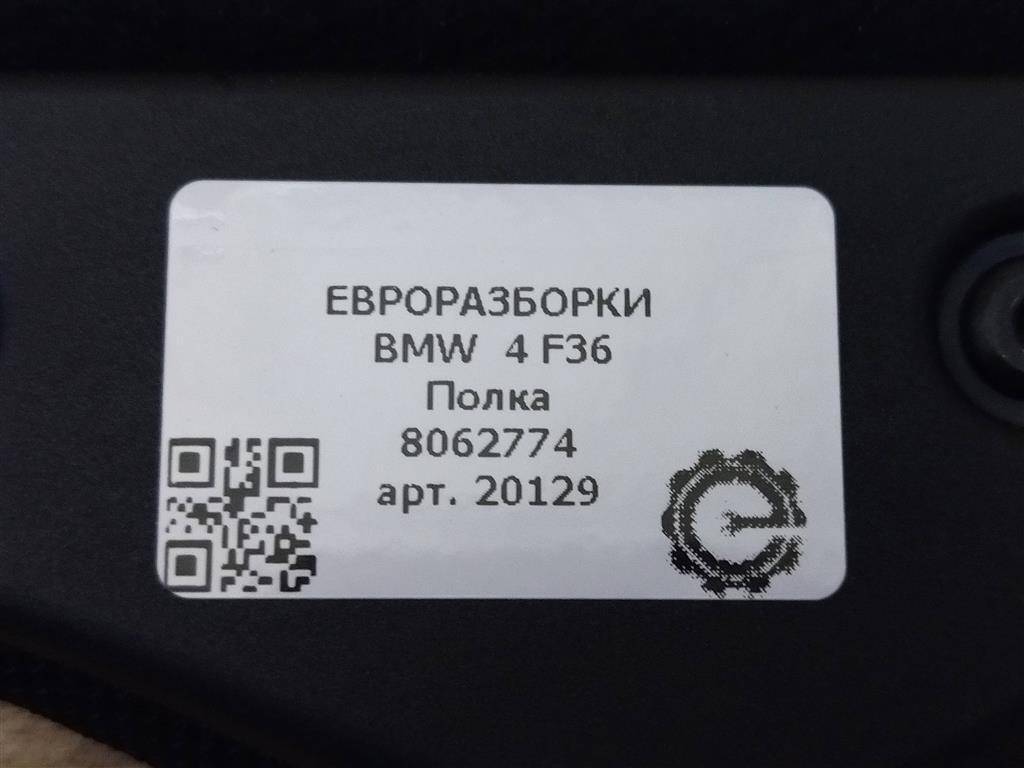 ЕВРОРАЗБОРКИ
BMW 4 F36
Полка
8062774
арт. 20129